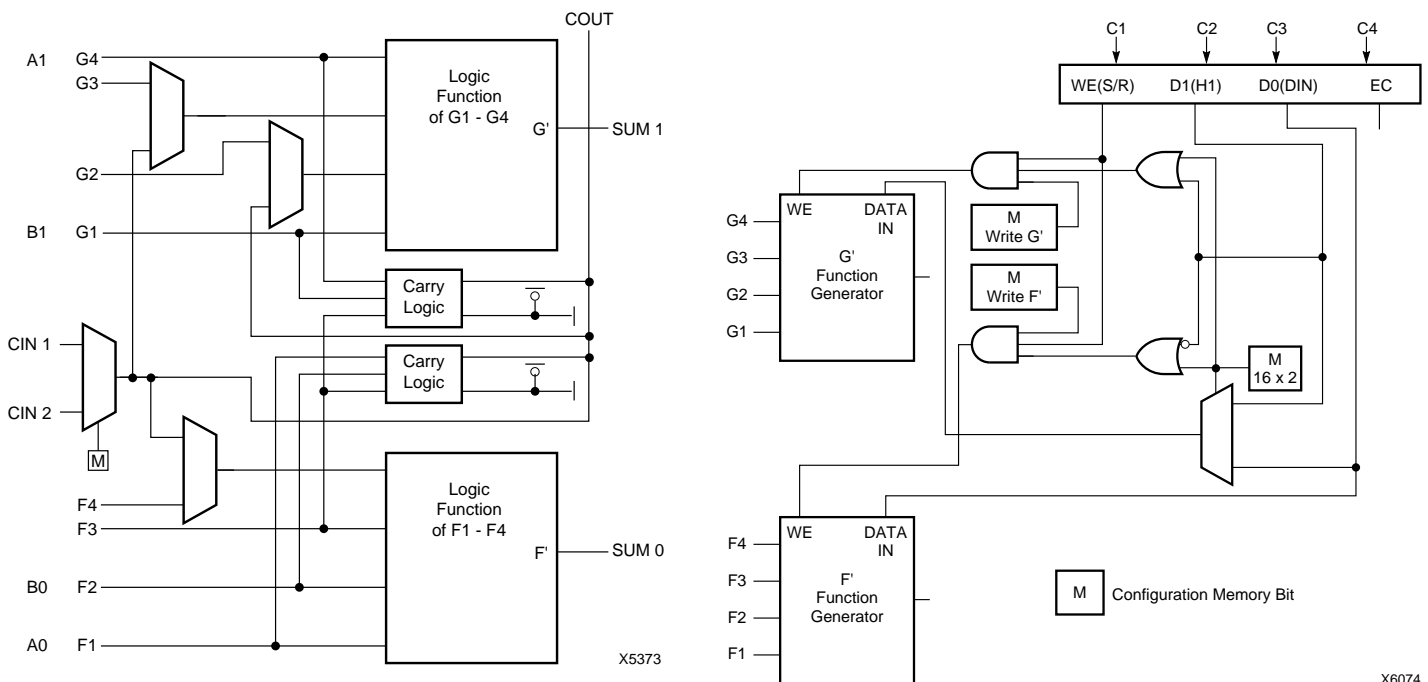 COUT
A1 G4
G3
G2
B1 G1
Logic
Function
of G1 - G4
G'
SUM 1
Carry
Logic
CIN 1
CIN 2
M
Carry
Logic
F4
F3
B0 F2
A0 F1
Logic
Function
of F1 - F4
F'
SUM 0
X5373
C1 C2 C3 C4
WE(S/R) D1(H1) D0(DIN) EC
WE DATA
IN
G4
G3
G2
G1
G'
Function
Generator
M
Write G'
M
Write F'
M
16 x 2
WE DATA
IN
F4
F3
F2
F1
F'
Function
Generator
M Configuration Memory Bit
X6074